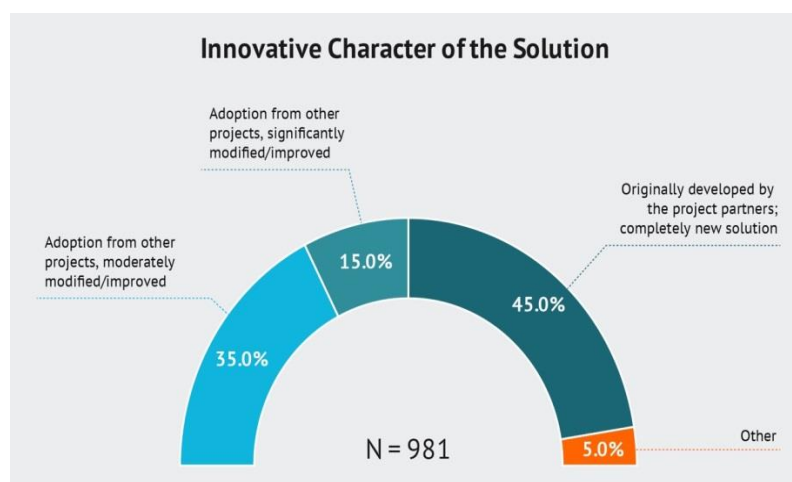 Innovative Character of the Solution
Adoption from other
projects, significantly
modified/improved
Originally developed by
the project partners;
completely new solution
Adoption from other
projects, moderately
modified/improved
15.0%
45.0%
35.0%
N = 981
Other
5.0%